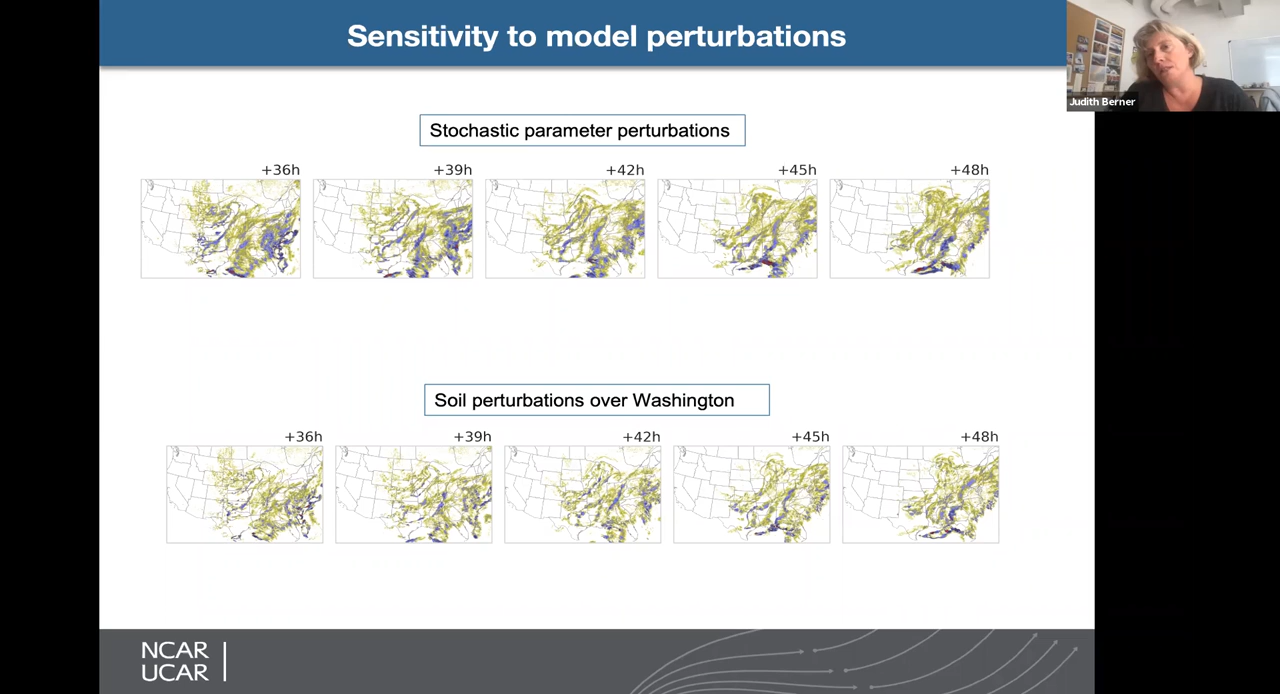 Sensitivity to model perturbations
Judith Berner
Stochastic parameter perturbations
+36h
+39h
+42h
+45h
+48h
Soil perturbations over Washington
+36h
+39h
+42h
+45h
+48h
NCAR
UCAR